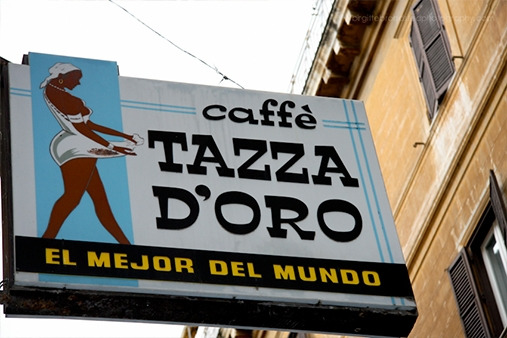 caffè
TAZZA
D'ORO
EL MEJOR DEL MUNDO